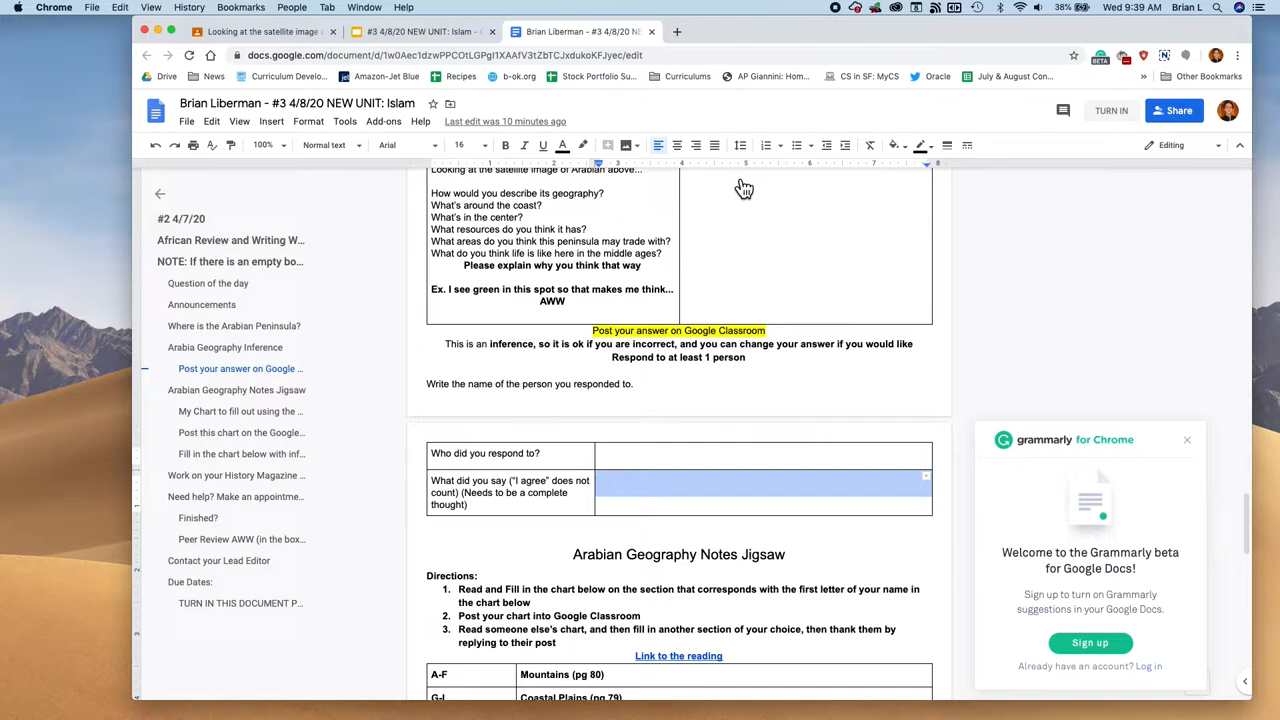 Chrome File Edit View History Bookmarks People Tab Window Help 38% Wed 9:39 AM Brian L
Looking at the satellite image × #3 4/8/20 NEW UNIT: Islam - × Brian Liberman - #3 4/8/20 NE × +
docs.google.com/document/d/1w0Aec1dzwPPCOtLGPgI1XAAfV3tZbTCJxdukoKFJyec/edit
Drive News Curriculum Develo... Amazon-Jet Blue Recipes b-ok.org Stock Portfolio Su... Curriculums AP Giannini: Hom... CS in SF: MyCS Oracle July & August Con... » Other Bookmarks
Brian Liberman - #3 4/8/20 NEW UNIT: Islam
TURN IN Share
File Edit View Insert Format Tools Add-ons Help Last edit was 10 minutes ago
100% Normal text Arial 16 B I U A Editing
1 2 3 4 5 6 7 8
#2 4/7/20
African Review and Writing W...
NOTE: If there is an empty bo...
Question of the day
Announcements
Where is the Arabian Peninsula?
Arabia Geography Inference
Post your answer on Google ...
Arabian Geography Notes Jigsaw
My Chart to fill out using the ...
Post this chart on the Google...
Fill in the chart below with inf...
Work on your History Magazine ...
Need help? Make an appointme...
Finished?
Peer Review AWW (in the box...
Contact your Lead Editor
Due Dates:
TURN IN THIS DOCUMENT P...
Looking at the satellite image of Arabian above...
How would you describe its geography?
What's around the coast?
What's in the center?
What resources do you think it has?
What areas do you think this peninsula may trade with?
What do you think life is like here in the middle ages?
Please explain why you think that way
Ex. I see green in this spot so that makes me think...
AWW
Post your answer on Google Classroom
This is an inference, so it is ok if you are incorrect, and you can change your answer if you would like
Respond to at least 1 person
Write the name of the person you responded to.
Who did you respond to?
What did you say ("I agree" does not
count) (Needs to be a complete
thought)
Arabian Geography Notes Jigsaw
Directions:
1. Read and Fill in the chart below on the section that corresponds with the first letter of your name in
the chart below
2. Post your chart into Google Classroom
3. Read someone else's chart, and then fill in another section of your choice, then thank them by
replying to their post
Link to the reading
A-F Mountains (pg 80)
G-I Coastal Plains (pg 79)
grammarly for Chrome
Welcome to the Grammarly beta
for Google Docs!
Sign up to turn on Grammarly
suggestions in your Google Docs.
Sign up
Already have an account? Log in